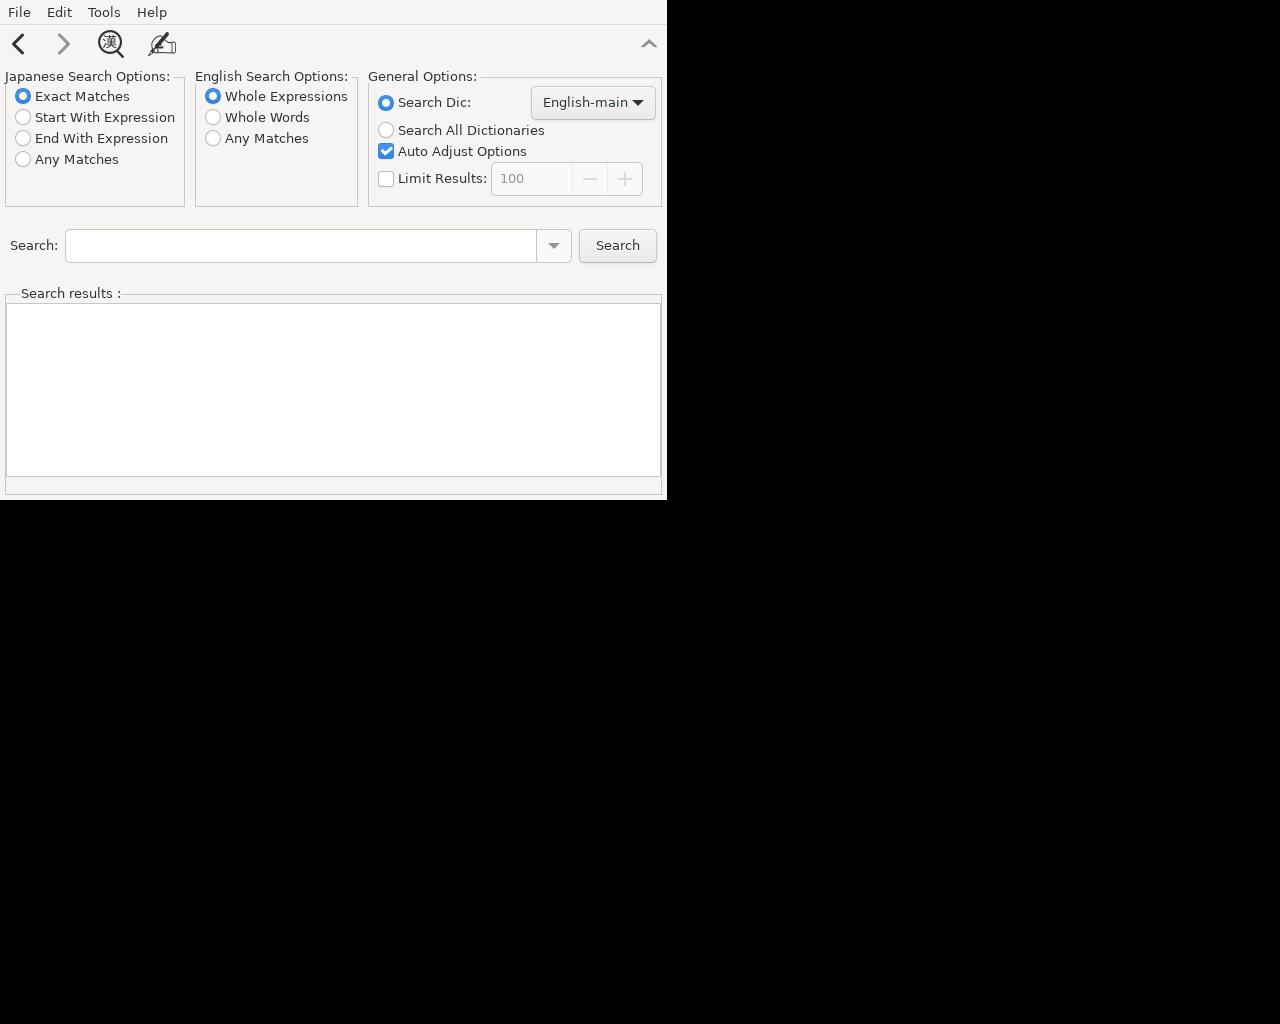 File Edit Tools Help
漢
Japanese Search Options: English Search Options: General Options:
Exact Matches Whole Expressions Search Dic: English-main
Start With Expression Whole Words Search All Dictionaries
End With Expression Any Matches Auto Adjust Options
Any Matches Limit Results: 100
Search: Search
Search results :